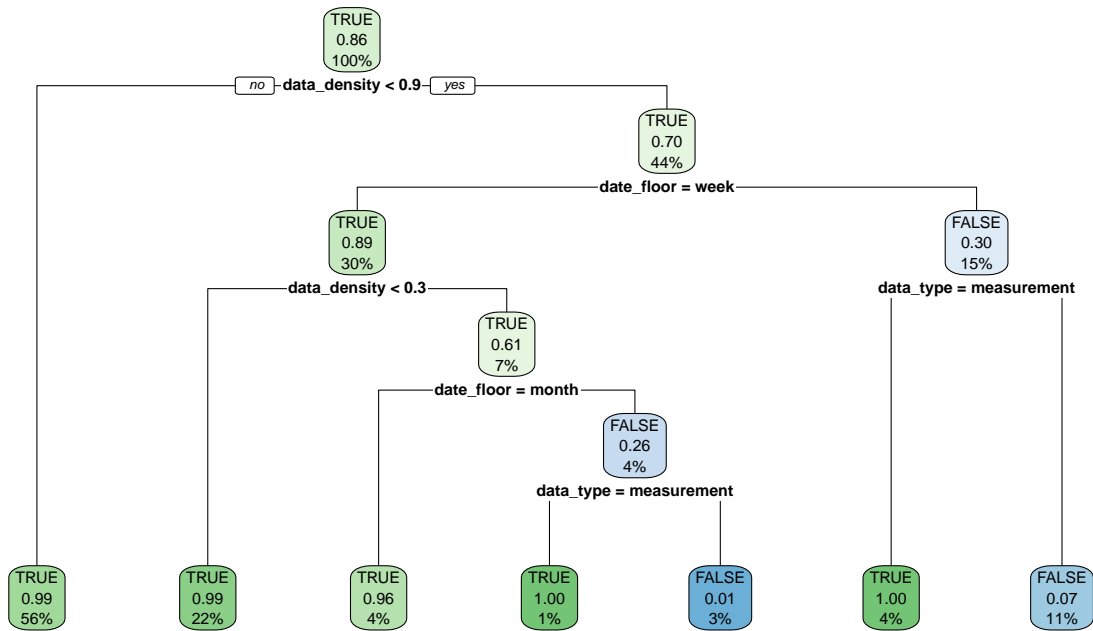 TRUE
0.86
100%
no data_density < 0.9 yes
TRUE
0.70
44%
date_floor = week
TRUE
0.89
30%
FALSE
0.30
15%
data_density < 0.3
data_type = measurement
TRUE
0.61
7%
date_floor = month
FALSE
0.26
4%
data_type = measurement
TRUE
0.99
56%
TRUE
0.99
22%
TRUE
0.96
4%
TRUE
1.00
1%
FALSE
0.01
3%
TRUE
1.00
4%
FALSE
0.07
11%